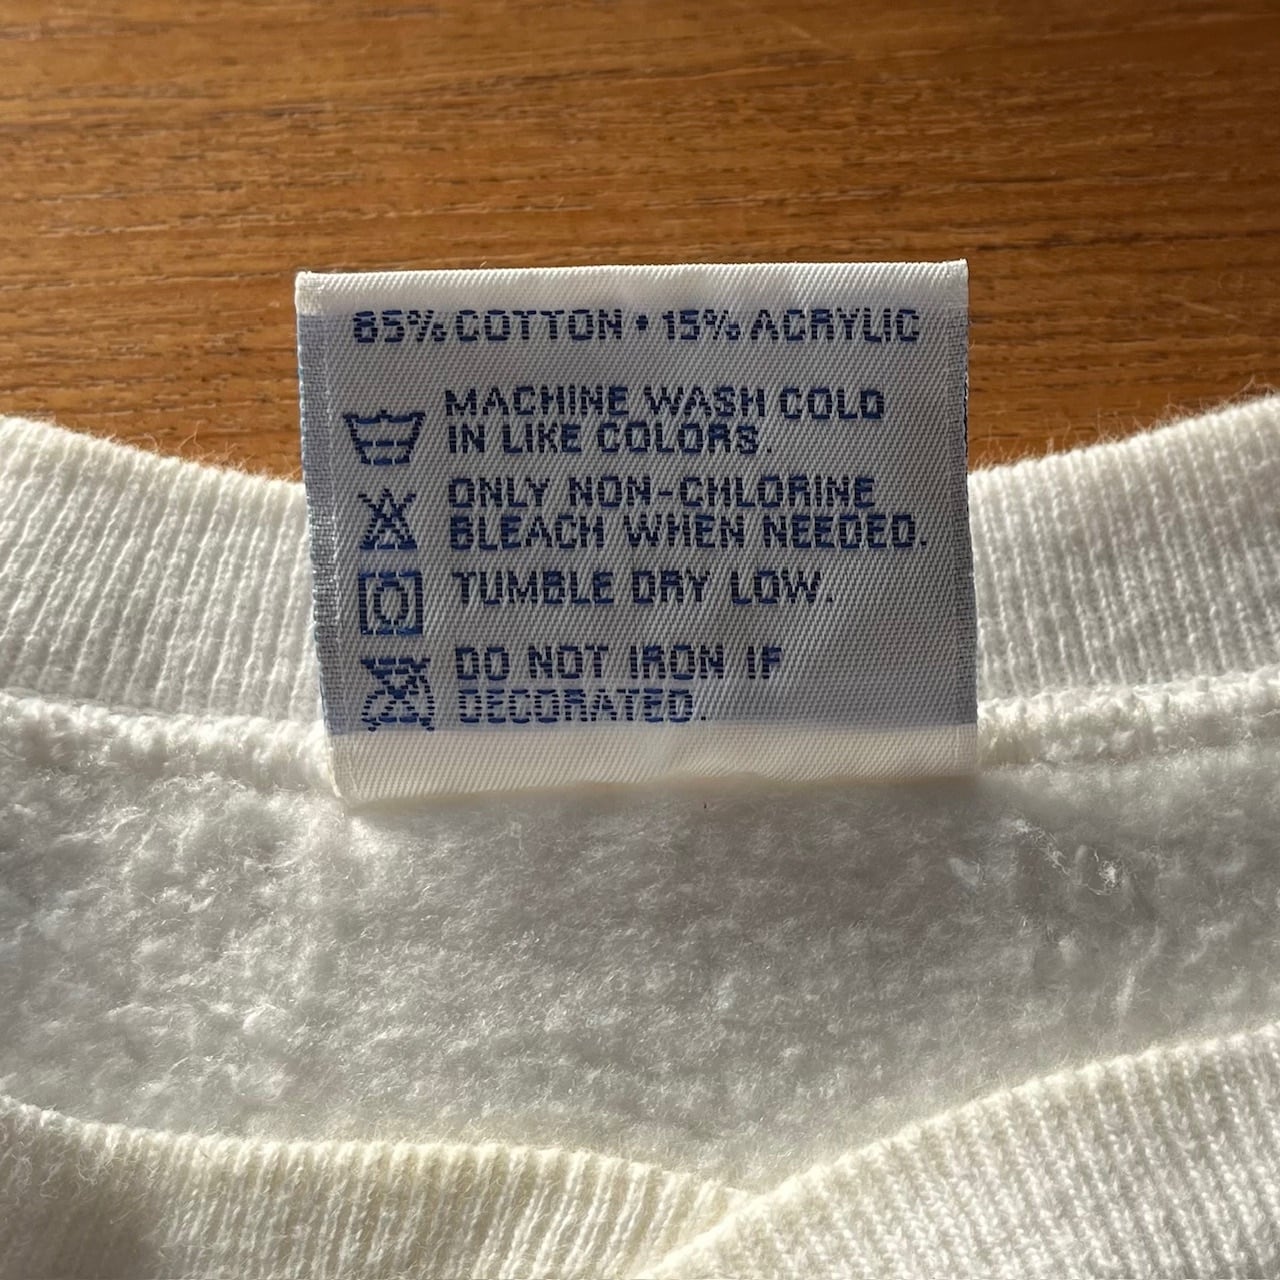 85% COTTON • 15% ACRYLIC
MACHINE WASH COLD
IN LIKE COLORS.
ONLY NON-CHLORINE
BLEACH WHEN NEEDED.
TUMBLE DRY LOW.
DO NOT IRON IF
DECORATED.